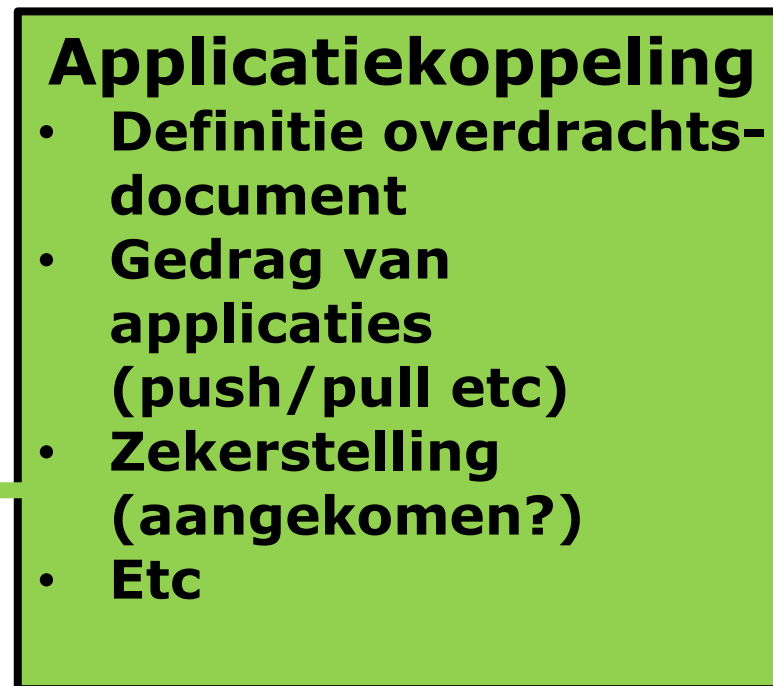 Applicatiekoppeling
• Definitie overdrachts-
document
• Gedrag van
applicaties
(push/pull etc)
• Zekerstelling
(aangekomen?)
• Etc